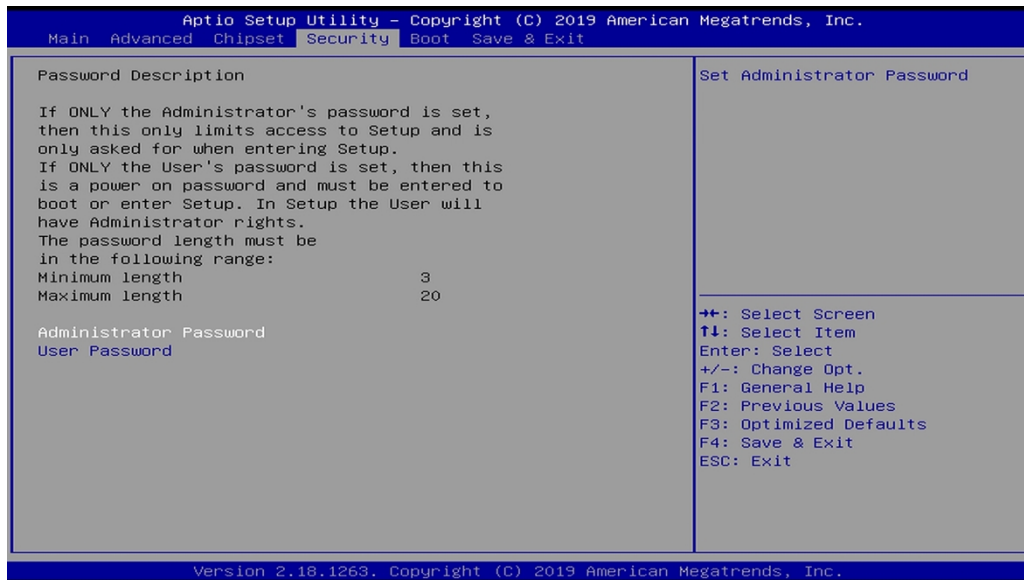 Aptio Setup Utility – Copyright (C) 2019 American Megatrends, Inc.
Main Advanced Chipset Security Boot Save & Exit
Password Description
Set Administrator Password
If ONLY the Administrator's password is set,
then this only limits access to Setup and is
only asked for when entering Setup.
If ONLY the User's password is set, then this
is a power on password and must be entered to
boot or enter Setup. In Setup the User will
have Administrator rights.
The password length must be
in the following range:
Minimum length 3
Maximum length 20
Administrator Password
User Password
→←: Select Screen
↑↓: Select Item
Enter: Select
+/-: Change Opt.
F1: General Help
F2: Previous Values
F3: Optimized Defaults
F4: Save & Exit
ESC: Exit
Version 2.18.1263. Copyright (C) 2019 American Megatrends, Inc.